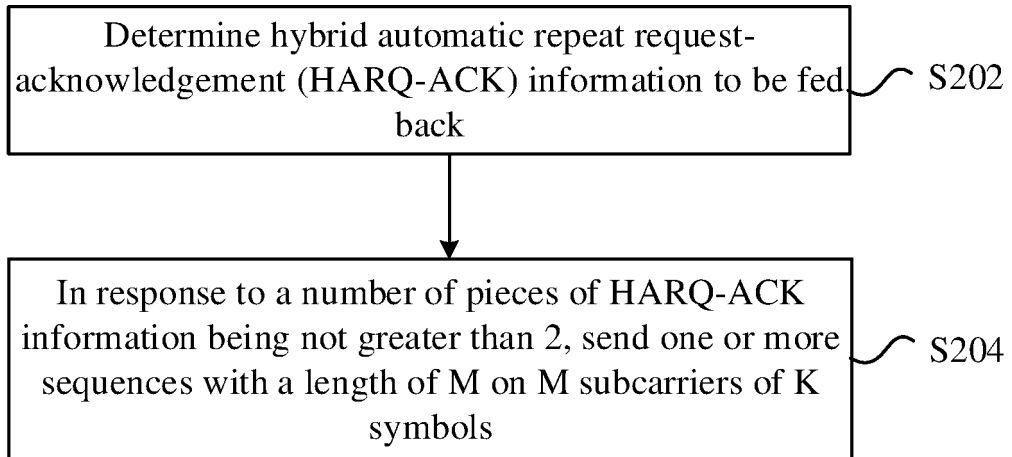 Determine hybrid automatic repeat request-
acknowledgement (HARQ-ACK) information to be fed
back
S202
In response to a number of pieces of HARQ-ACK
information being not greater than 2, send one or more
sequences with a length of M on M subcarriers of K
symbols
S204